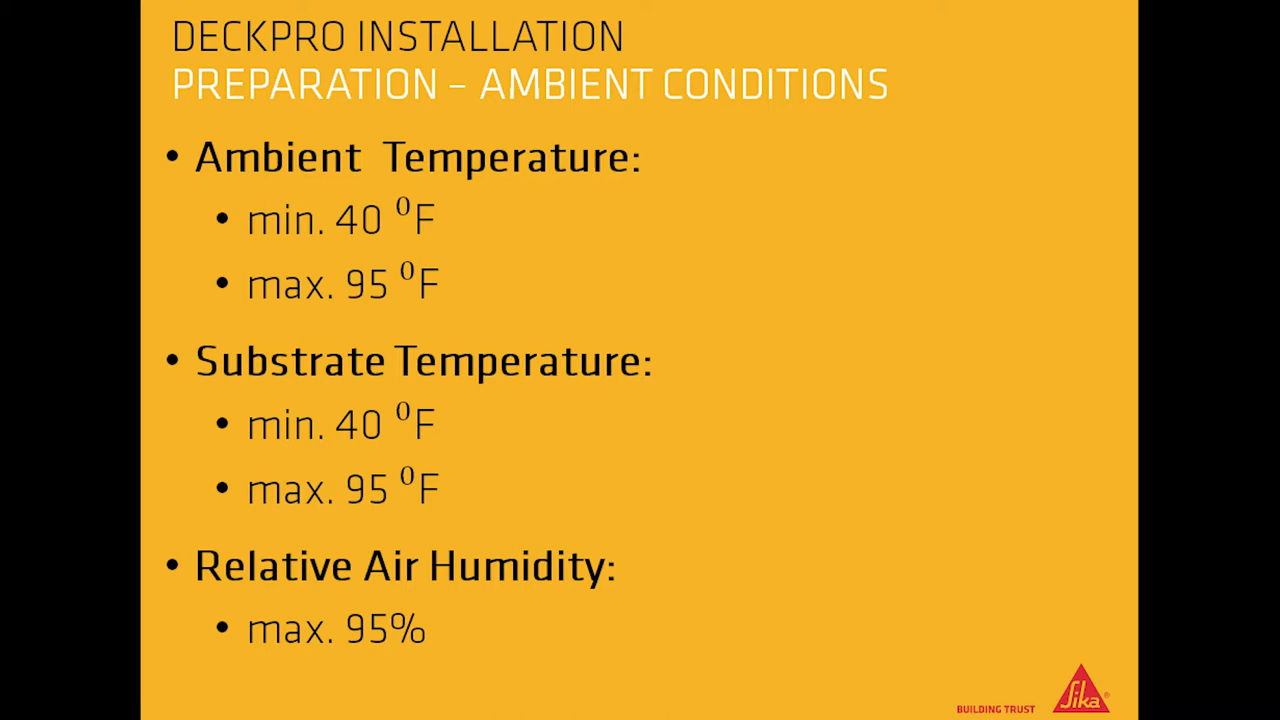 DECKPRO INSTALLATION
PREPARATION – AMBIENT CONDITIONS
• Ambient Temperature:
• min. 40 ⁰F
• max. 95 ⁰F
• Substrate Temperature:
• min. 40 ⁰F
• max. 95 ⁰F
• Relative Air Humidity:
• max. 95%
BUILDING TRUST
Sika®